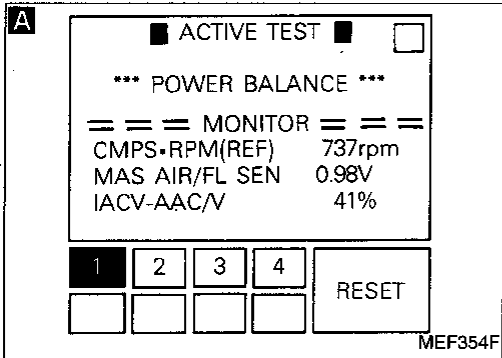 A
ACTIVE TEST
*** POWER BALANCE ***
= = = MONITOR = = =
CMPS•RPM(REF) 737rpm
MAS AIR/FL SEN 0.98V
IACV-AAC/V 41%
1 2 3 4
RESET
MEF354F